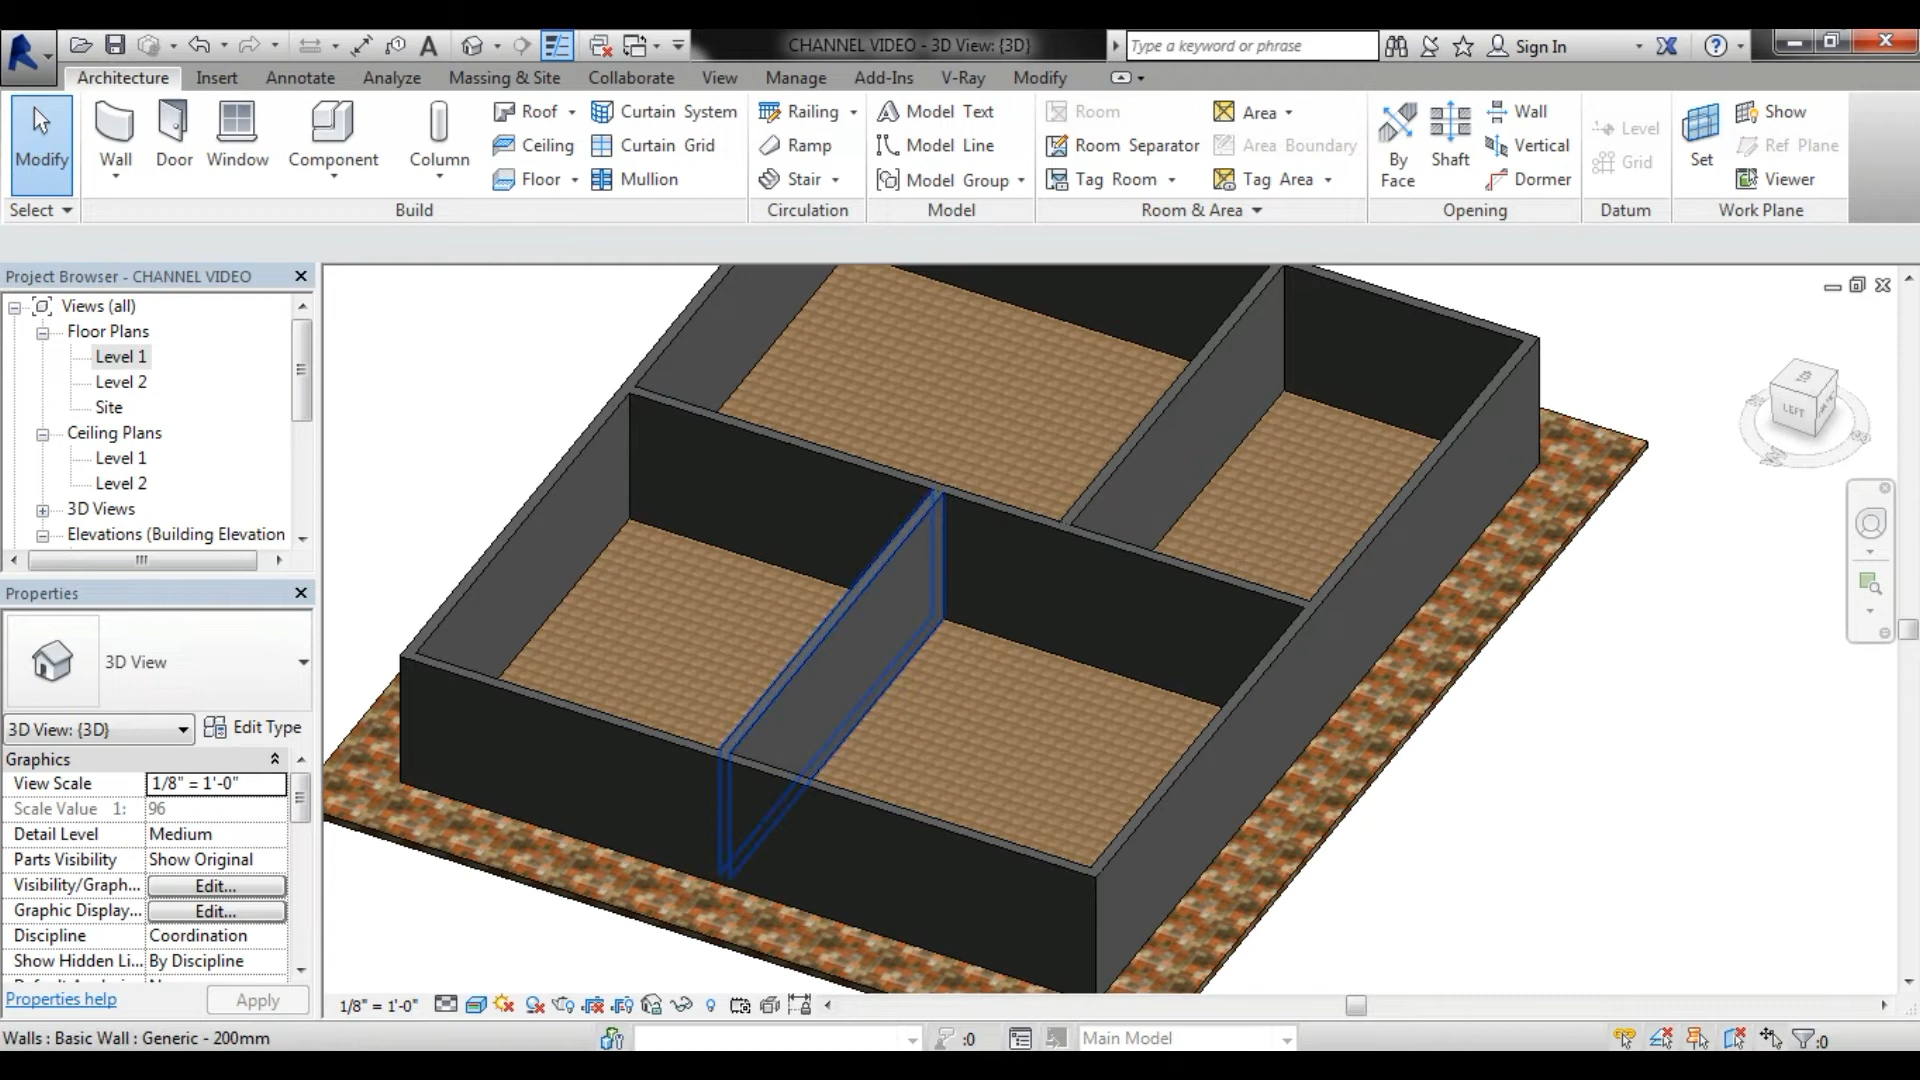 CHANNEL VIDEO - 3D View: {3D}
Type a keyword or phrase
Sign In
Architecture Insert Annotate Analyze Massing & Site Collaborate View Manage Add-Ins V-Ray Modify
Modify
Wall
Door
Window
Component
Column
Roof
Ceiling
Floor
Curtain System
Curtain Grid
Mullion
Railing
Ramp
Stair
Model Text
Model Line
Model Group
Room
Room Separator
Tag Room
Area
Area Boundary
Tag Area
By
Face
Shaft
Wall
Vertical
Dormer
Level
Grid
Set
Show
Ref Plane
Viewer
Select
Build
Circulation
Model
Room & Area
Opening
Datum
Work Plane
Project Browser - CHANNEL VIDEO
Views (all)
Floor Plans
Level 1
Level 2
Site
Ceiling Plans
Level 1
Level 2
3D Views
Elevations (Building Elevation
Properties
3D View
3D View: {3D}
Edit Type
Graphics
View Scale 1/8" = 1'-0"
Scale Value 1: 96
Detail Level Medium
Parts Visibility Show Original
Visibility/Graph... Edit...
Graphic Display... Edit...
Discipline Coordination
Show Hidden Li... By Discipline
Properties help
Apply
LEFT
1/8" = 1'-0"
Walls : Basic Wall : Generic - 200mm
:0
Main Model
:0